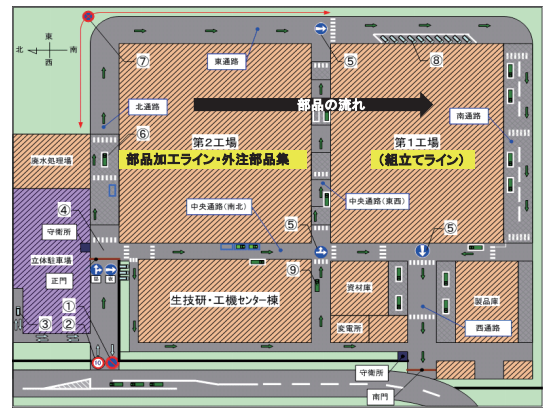 東
北 南
西
⑦
東通路
⑤
⑧
北通路
部品の流れ
⑥
第2工場
第1工場
南通路
部品加工ライン・外注部品集
(組立てライン)
廃水処理場
守衛所
④
中央通路(南北)
中央通路(東西)
⑤
⑤
立体駐車場
正門
⑨
生技研・工機センター棟
資材庫
製品庫
①
②
③
変電所
西通路
守衛所
南門